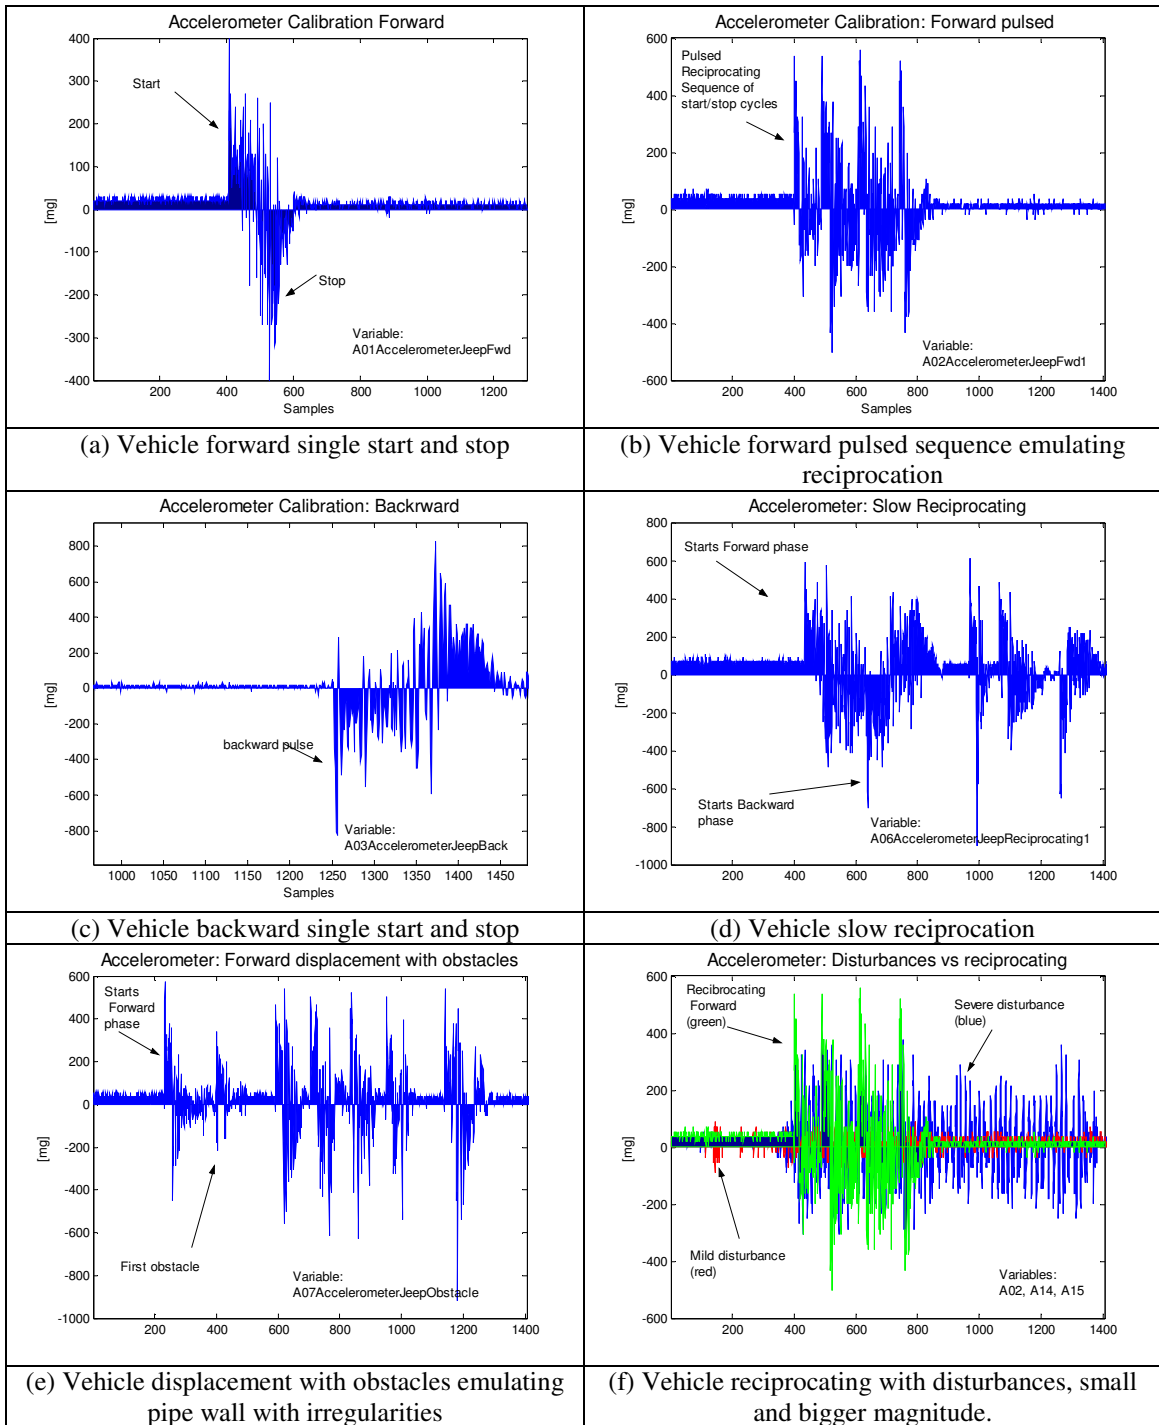 Accelerometer Calibration Forward
400
300
200
100
0
-100
-200
-300
-400
[mg]
Start
Stop
Variable:
A01AccelerometerJeepFwd
200 400 600 800 1000 1200
Samples
(a) Vehicle forward single start and stop
Accelerometer Calibration: Forward pulsed
600
400
200
0
-200
-400
-600
[mg]
Pulsed
Reciprocating
Sequence of
start/stop cycles
Variable:
A02AccelerometerJeepFwd1
200 400 600 800 1000 1200 1400
Samples
(b) Vehicle forward pulsed sequence emulating
reciprocation
Accelerometer Calibration: Backrward
800
600
400
200
0
-200
-400
-600
-800
[mg]
backward pulse
Variable:
A03AccelerometerJeepBack
1000 1050 1100 1150 1200 1250 1300 1350 1400 1450
Samples
(c) Vehicle backward single start and stop
Accelerometer: Slow Reciprocating
800
600
400
200
0
-200
-400
-600
-800
-1000
[mg]
Starts Forward phase
Starts Backward
phase
Variable:
A06AccelerometerJeepReciprocating1
200 400 600 800 1000 1200 1400
(d) Vehicle slow reciprocation
Accelerometer: Forward displacement with obstacles
600
400
200
0
-200
-400
-600
-800
-1000
[mg]
Starts
Forward
phase
First obstacle
Variable:
A07AccelerometerJeepObstacle
200 400 600 800 1000 1200 1400
(e) Vehicle displacement with obstacles emulating
pipe wall with irregularities
Accelerometer: Disturbances vs reciprocating
600
400
200
0
-200
-400
-600
[mg]
Recibrocating
Forward
(green)
Severe disturbance
(blue)
Mild disturbance
(red)
Variables:
A02, A14, A15
200 400 600 800 1000 1200 1400
(f) Vehicle reciprocating with disturbances, small
and bigger magnitude.